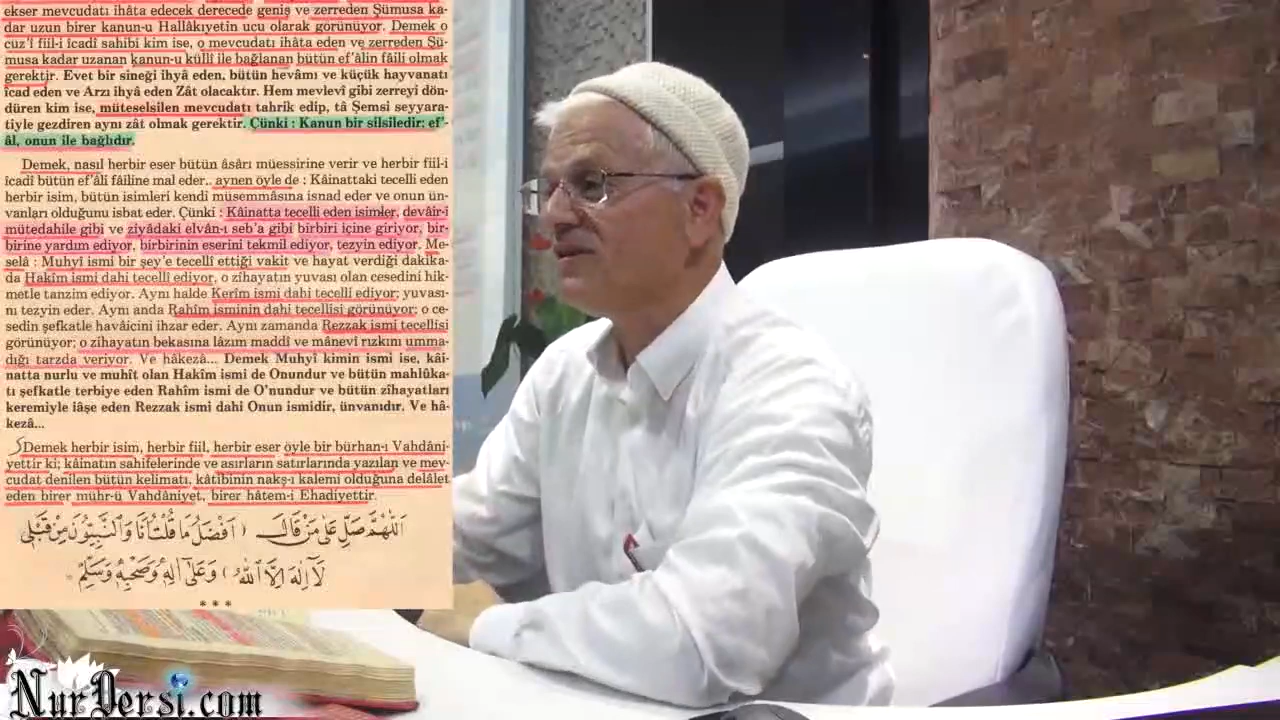 ekser mevcudatı ihâta edecek derecede geniş ve zerreden Şümusa ka-
dar uzun birer kanun-u Hallâkıyetin ucu olarak görünüyor. Demek o
cüz'î fiil-i îcadî sahibi kim ise, o mevcudatı ihâta eden ve zerreden Şü-
musa kadar uzanan kanun-u küllî ile bağlanan bütün ef'âlin fâili olmak
gerektir. Evet bir sineği ihyâ eden, bütün hevâmı ve küçük hayvanatı
îcad eden ve Arzı ihyâ eden Zât olacaktır. Hem mevlevî gibi zerreyi dön-
düren kim ise, müteselsilen mevcudatı tahrik edip, tâ Şemsi seyyara-
tiyle gezdiren aynı zât olmak gerektir. Çünki : Kanun bir silsiledir; ef'-
âl, onun ile bağlıdır.
Demek, nasıl herbir eser bütün âsârı müessirine verir ve herbir fiil-i
îcadî bütün ef'âli fâiline mal eder.. aynen öyle de : Kâinattaki tecelli eden
herbir isim, bütün isimleri kendi müsemmâsına isnad eder ve onun ün-
vanları olduğunu isbat eder. Çünki : Kâinatta tecelli eden isimler, devâir-i
mütedahile gibi ve ziyâdaki elvân-ı seb'a gibi birbiri içine giriyor, bir-
birine yardım ediyor, birbirinin eserini tekmil ediyor, tezyin ediyor. Me-
selâ : Muhyî ismi bir şey'e tecelli ettiği vakit ve hayat verdiği dakika-
da Hakîm ismi dahi tecelli ediyor, o zîhayatın yuvası olan cesedini hik-
metle tanzim ediyor. Aynı halde Kerîm ismi dahi tecelli ediyor; yuvası-
nı tezyin eder. Aynı anda Rahîm isminin dahi tecellisi görünüyor; o ce-
sedin şefkatle havâicini ihzar eder. Aynı zamanda Rezzak ismi tecellisi
görünüyor; o zîhayatın bekasına lâzım maddî ve mânevî rızkını umma-
dığı tarzda veriyor. Ve hâkezâ... Demek Muhyî kimin ismi ise, kâi-
natta nurlu ve muhît olan Hakîm ismi de Onundur ve bütün mahlûka-
tı şefkatle terbiye eden Rahîm ismi de O'nundur ve bütün zîhayatları
keremiyle iâşe eden Rezzak ismi dahi Onun ismidir, ünvanıdır. Ve hâ-
kezâ...
Demek herbir isim, herbir fiil, herbir eser öyle bir bürhan-ı Vahdâni-
yettir ki; kâinatın sahifelerinde ve asırların satırlarında yazılan ve mev-
cudat denilen bütün kelimatı, kâtibinin nakş-ı kalemi olduğuna delâlet
eden birer mühr-ü Vahdâniyet, birer hâtem-i Ehadiyettir.
اَللّٰهُمَّ صَلِّ عَلٰى مَنْ قَالَ ( اَفْضَلُ مَا قُلْتُ اَنَا وَالنَّبِيُّونَ مِنْ قَبْلِى
لَا اِلٰهَ اِلَّا اللّٰهُ ) وَعَلٰى اٰلِهِ وَصَحْبِهِ وَسَلِّمْ
* * *
NurDersi.com